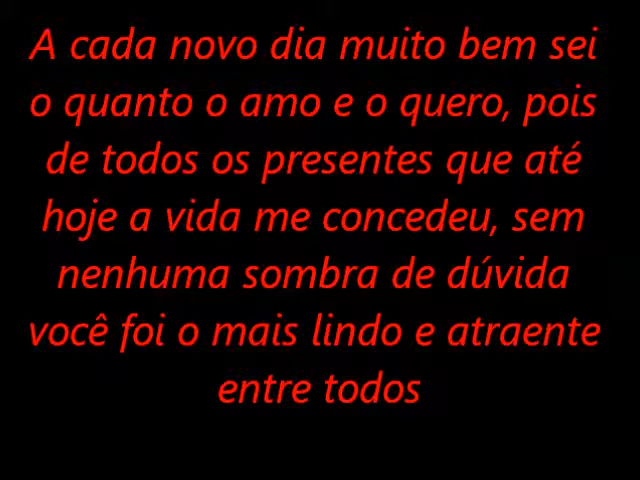 A cada novo dia muito bem sei
o quanto o amo e o quero, pois
de todos os presentes que até
hoje a vida me concedeu, sem
nenhuma sombra de dúvida
você foi o mais lindo e atraente
entre todos